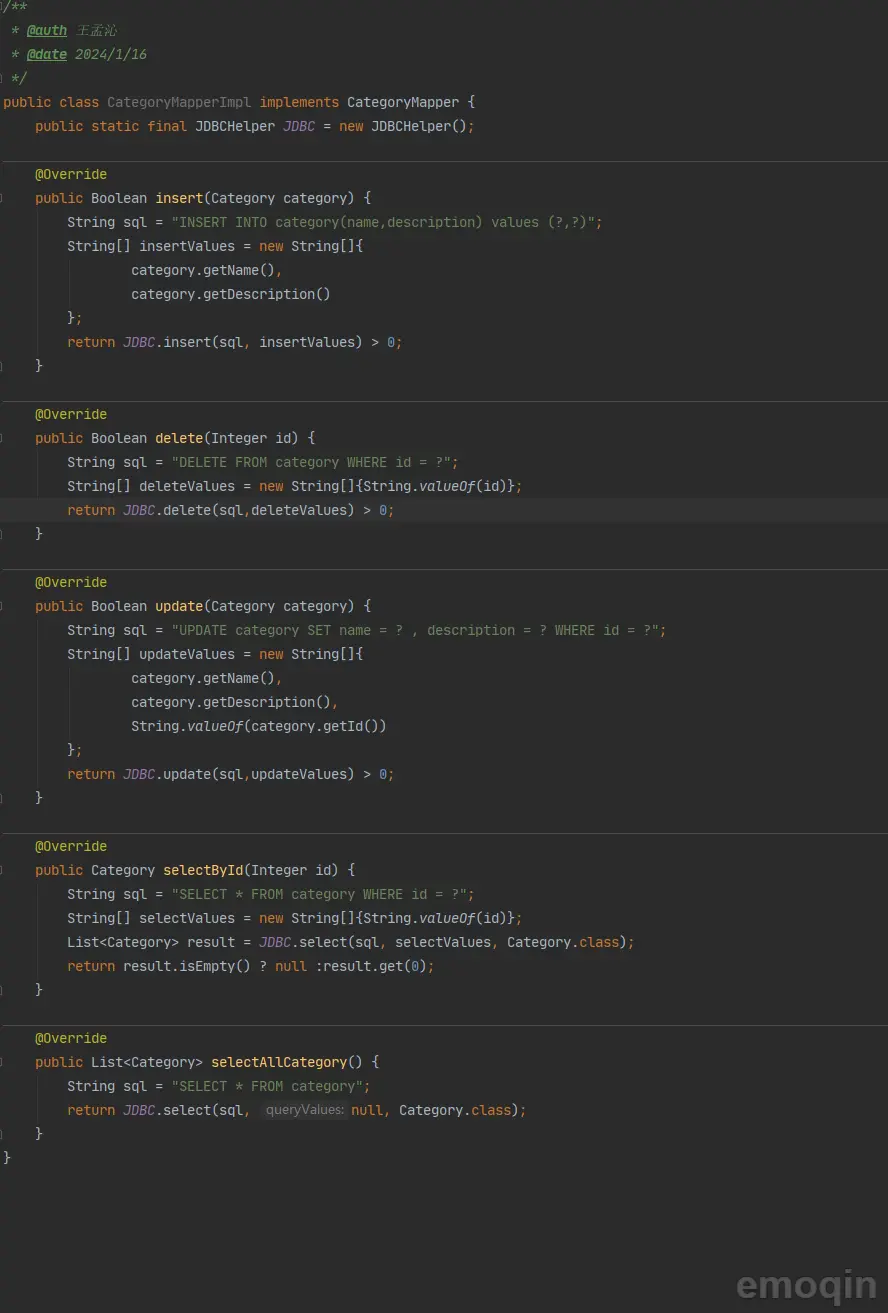 /**
 * @auth 王孟沁
 * @date 2024/1/16
 */
public class CategoryMapperImpl implements CategoryMapper {
    public static final JDBCHelper JDBC = new JDBCHelper();
    @Override
    public Boolean insert(Category category) {
        String sql = "INSERT INTO category(name,description) values (?,?)";
        String[] insertValues = new String[]{
                category.getName(),
                category.getDescription()
        };
        return JDBC.insert(sql, insertValues) > 0;
    }
    @Override
    public Boolean delete(Integer id) {
        String sql = "DELETE FROM category WHERE id = ?";
        String[] deleteValues = new String[]{String.valueOf(id)};
        return JDBC.delete(sql,deleteValues) > 0;
    }
    @Override
    public Boolean update(Category category) {
        String sql = "UPDATE category SET name = ? , description = ? WHERE id = ?";
        String[] updateValues = new String[]{
                category.getName(),
                category.getDescription(),
                String.valueOf(category.getId())
        };
        return JDBC.update(sql,updateValues) > 0;
    }
    @Override
    public Category selectById(Integer id) {
        String sql = "SELECT * FROM category WHERE id = ?";
        String[] selectValues = new String[]{String.valueOf(id)};
        List<Category> result = JDBC.select(sql, selectValues, Category.class);
        return result.isEmpty() ? null :result.get(0);
    }
    @Override
    public List<Category> selectAllCategory() {
        String sql = "SELECT * FROM category";
        return JDBC.select(sql, queryValues: null, Category.class);
    }
}
emoqin